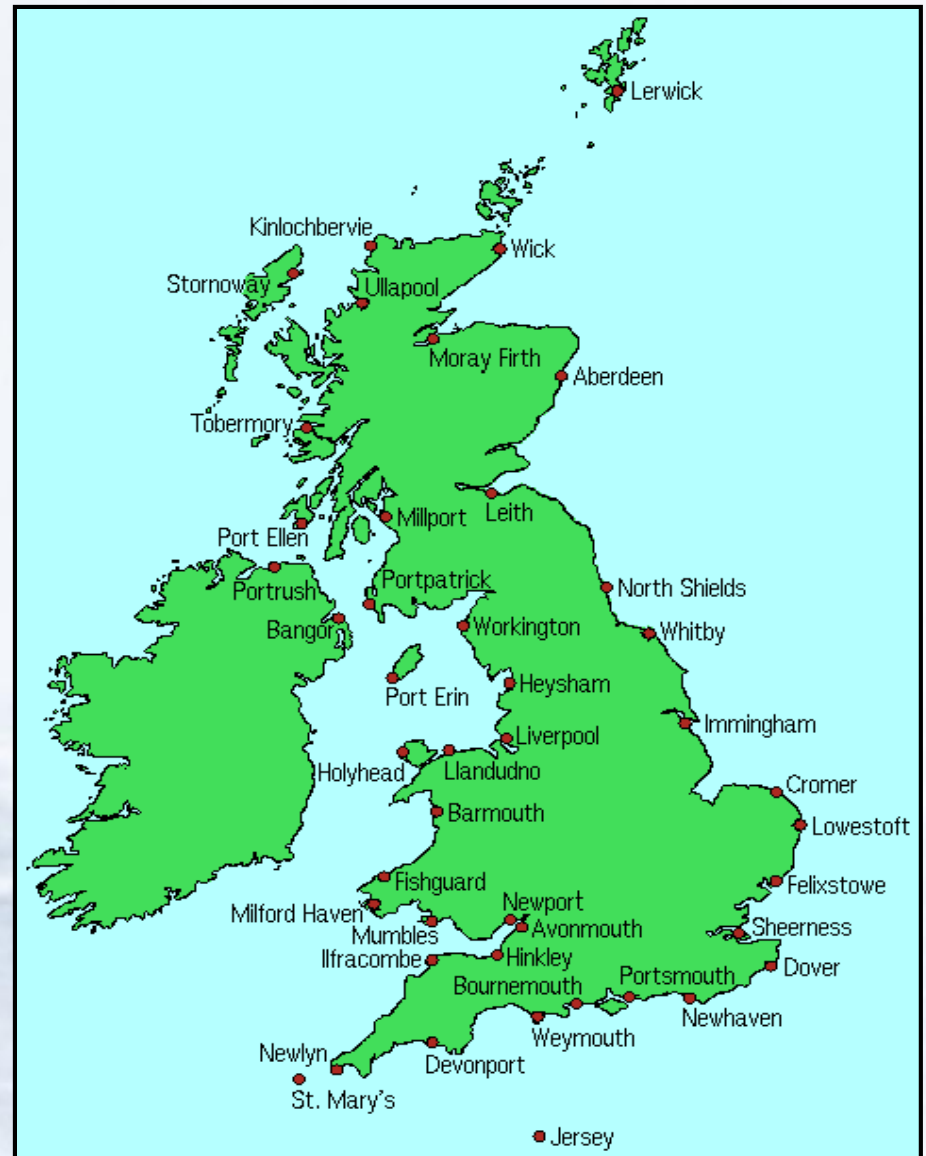 Lerwick
Kinlochbervie
Wick
Stornoway
Ullapool
Moray Firth
Aberdeen
Tobermory
Leith
Millport
Port Ellen
Portrush
Portpatrick
North Shields
Bangor
Workington
Whitby
Heysham
Port Erin
Immingham
Liverpool
Holyhead
Llandudno
Cromer
Barmouth
Lowestoft
Fishguard
Felixstowe
Milford Haven
Newport
Mumbles
Avonmouth
Sheerness
Ilfracombe
Hinkley
Dover
Bournemouth
Portsmouth
Newhaven
Weymouth
Newlyn
Devonport
St. Mary's
Jersey